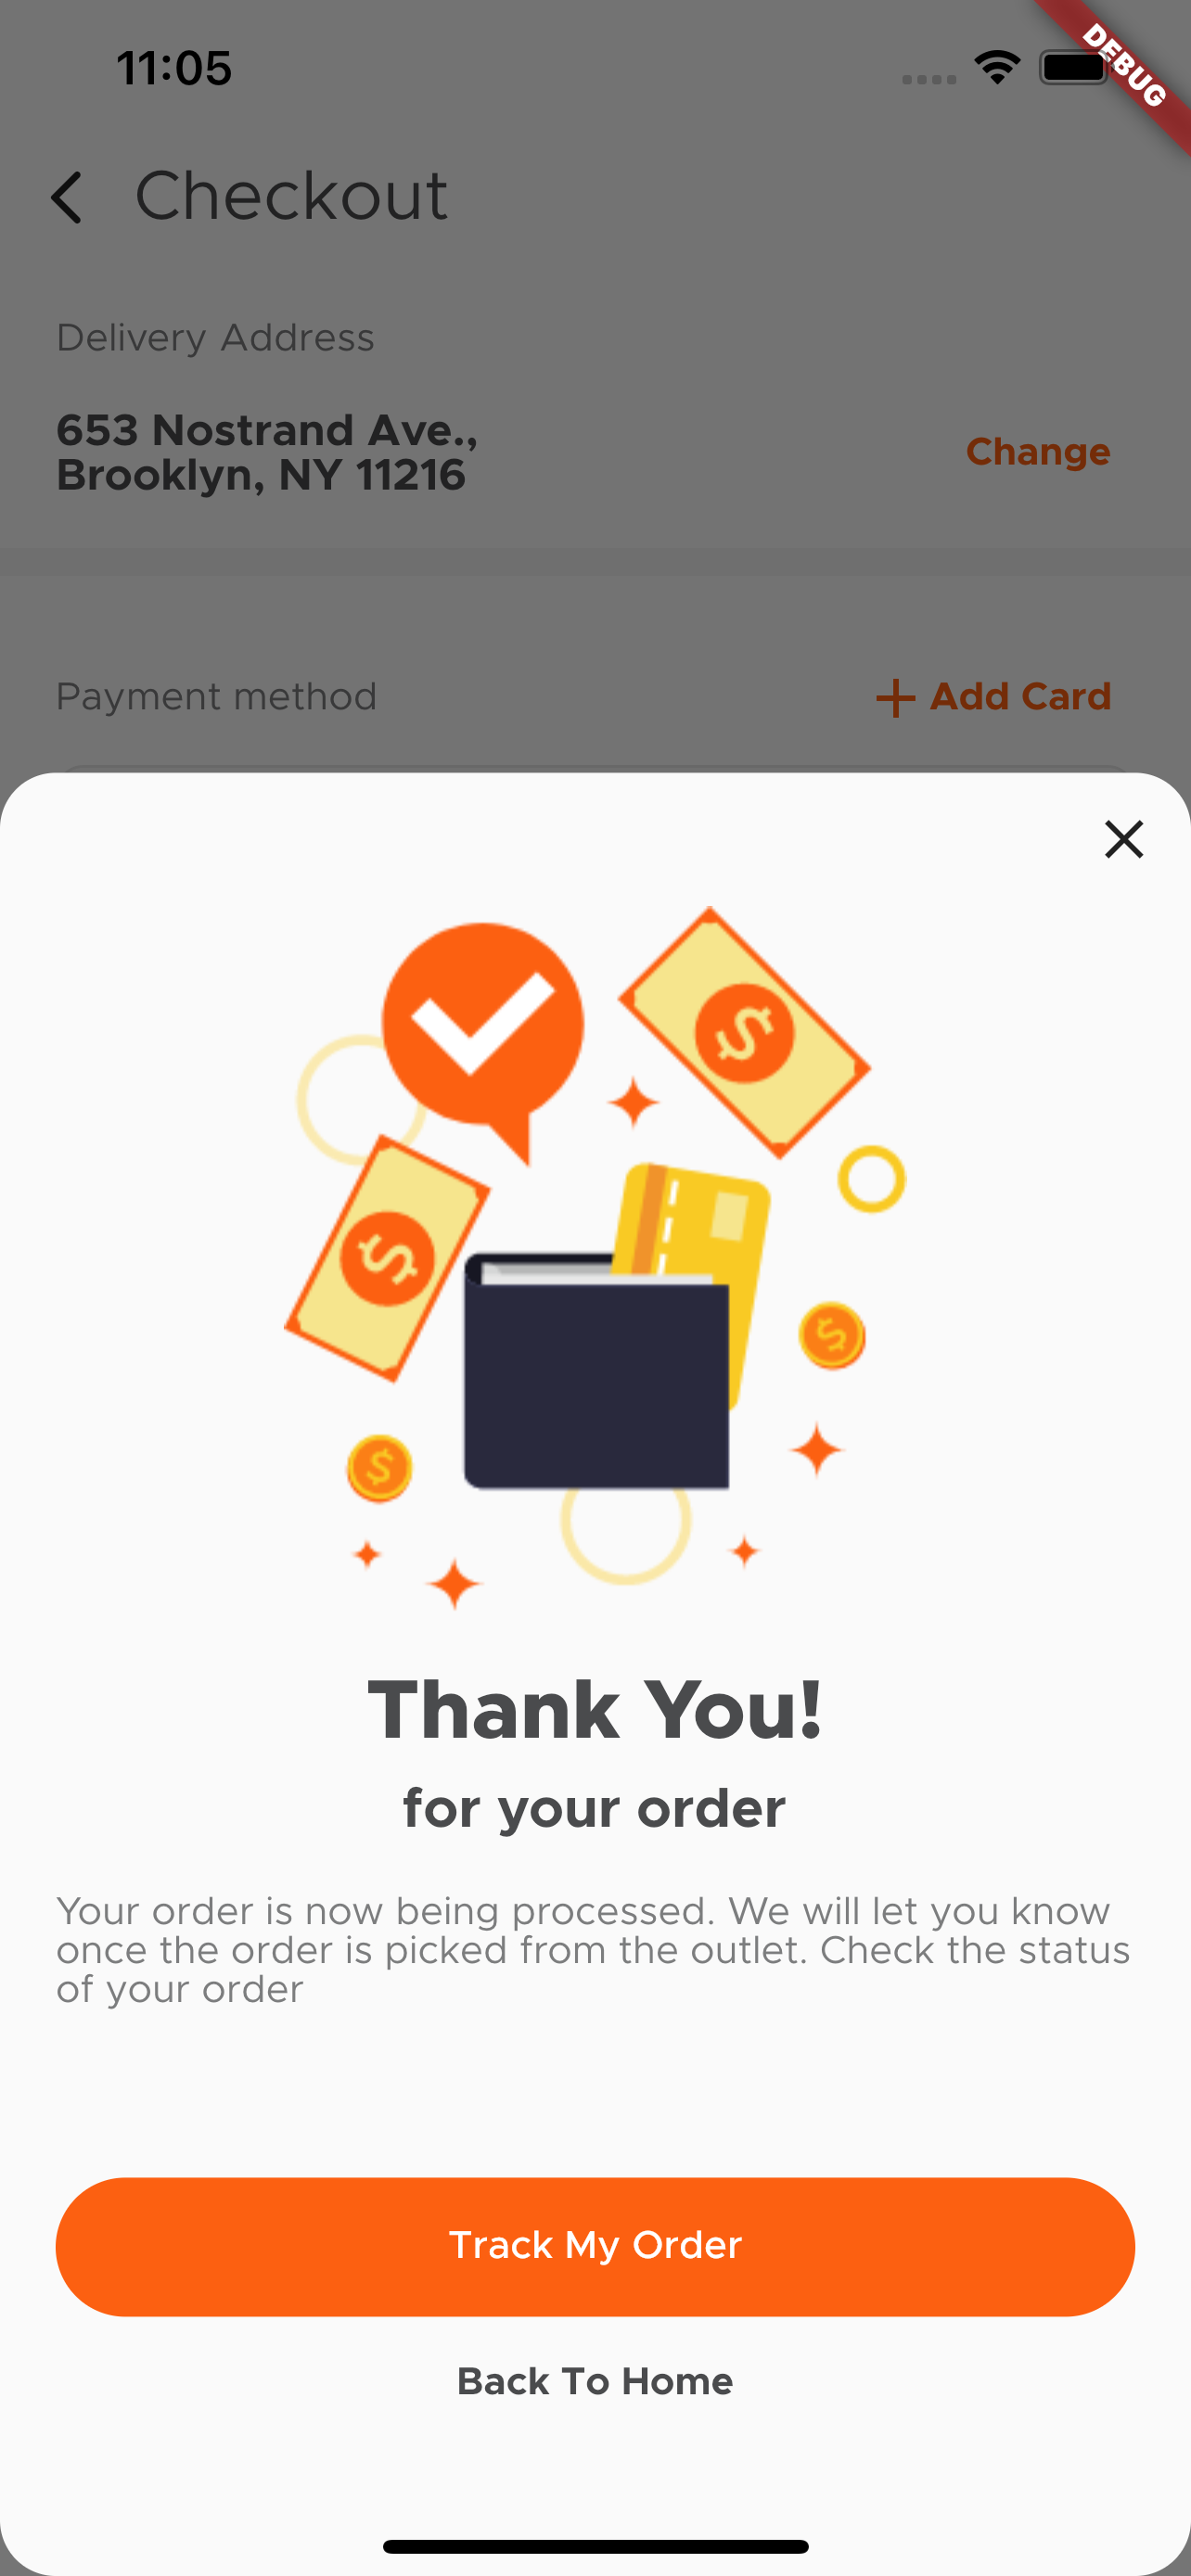 11:05
DEBUG
Checkout
Delivery Address
653 Nostrand Ave.,
Brooklyn, NY 11216
Change
Payment method
+ Add Card
$
$
$
$
Thank You!
for your order
Your order is now being processed. We will let you know
once the order is picked from the outlet. Check the status
of your order
Track My Order
Back To Home